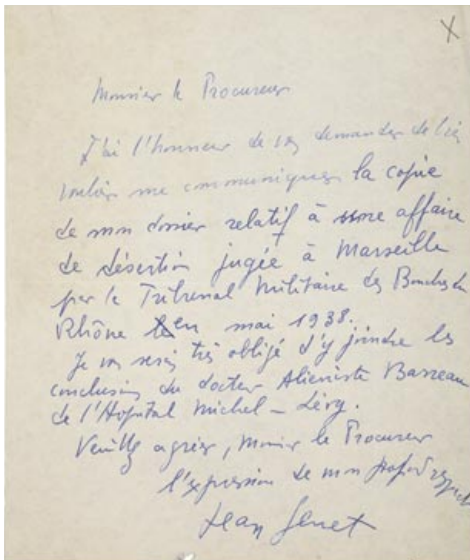 X
Monsieur le Procureur
J'ai l'honneur de vous demander de bien
vouloir me communiquer la copie
de mon dossier relatif à une affaire
de désertion jugée à Marseille
par le Tribunal Militaire des Bouches du
Rhône en mai 1938.
Je vous serais très obligé d'y joindre les
conclusions du docteur Alieniste Barreau
de l'Hopital Michel - Lévy.
Veuillez agréer, Monsieur le Procureur
l'expression de mon profond respect
Jean Genet